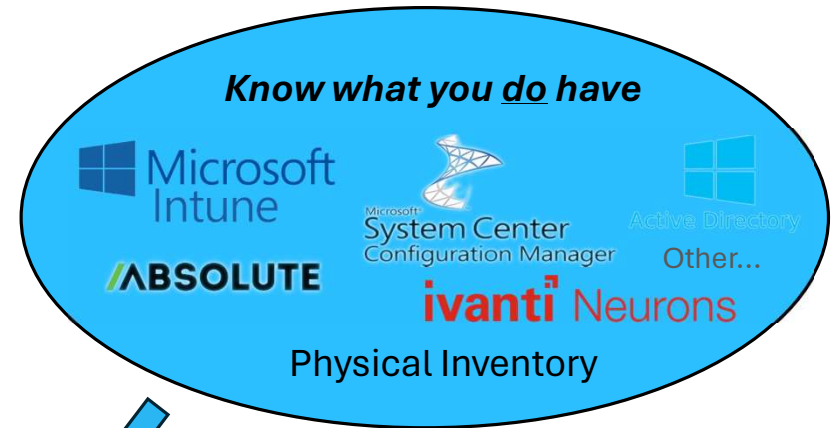 Know what you do have
Microsoft
Intune
Microsoft
System Center
Configuration Manager
Active Directory
Other...
/ABSOLUTE
ivanti Neurons
Physical Inventory